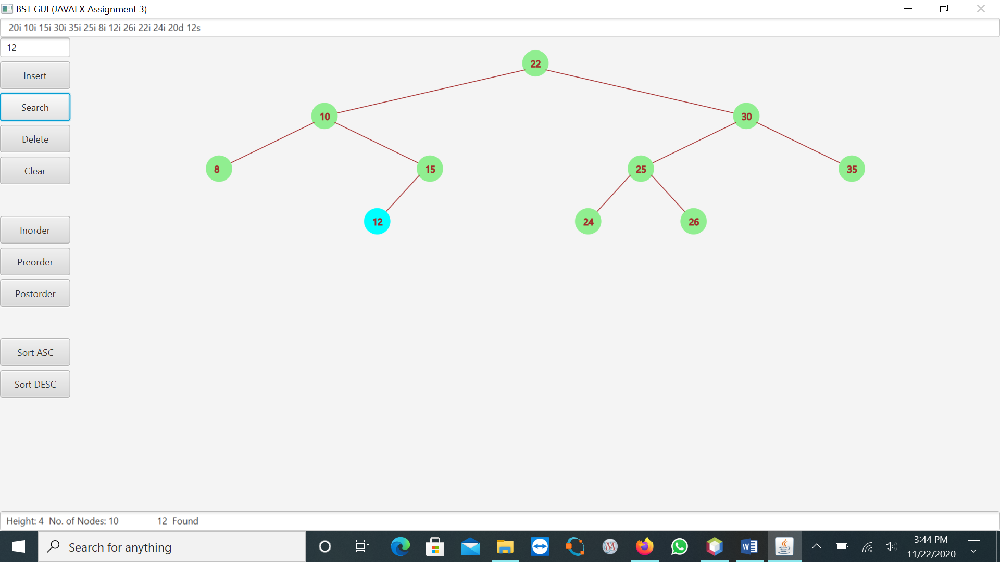 BST GUI (JAVAFX Assignment 3)
20i 10i 15i 30i 35i 25i 8i 12i 26i 22i 24i 20d 12s
12
Insert
Search
Delete
Clear
Inorder
Preorder
Postorder
Sort ASC
Sort DESC
22
10 30
8 15 25 35
12 24 26
Height: 4 No. of Nodes: 10 12 Found
Search for anything
M
W
3:44 PM
11/22/2020